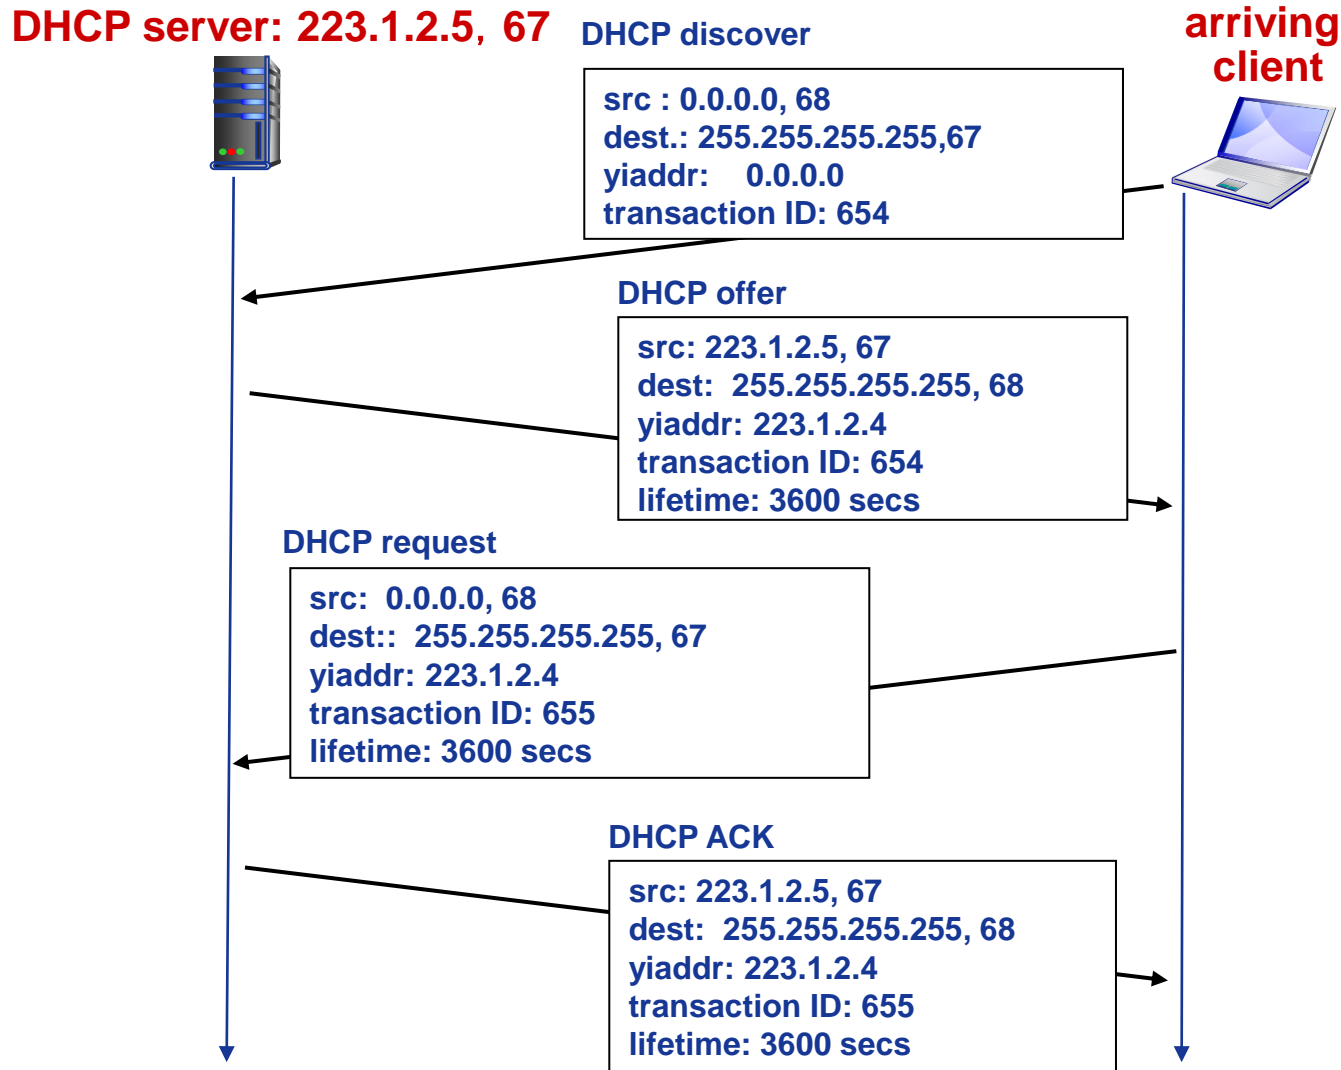 DHCP server: 223.1.2.5, 67
DHCP discover
arriving
client
src : 0.0.0.0, 68
dest.: 255.255.255.255,67
yiaddr: 0.0.0.0
transaction ID: 654
DHCP offer
src: 223.1.2.5, 67
dest: 255.255.255.255, 68
yiaddr: 223.1.2.4
transaction ID: 654
lifetime: 3600 secs
DHCP request
src: 0.0.0.0, 68
dest:: 255.255.255.255, 67
yiaddr: 223.1.2.4
transaction ID: 655
lifetime: 3600 secs
DHCP ACK
src: 223.1.2.5, 67
dest: 255.255.255.255, 68
yiaddr: 223.1.2.4
transaction ID: 655
lifetime: 3600 secs